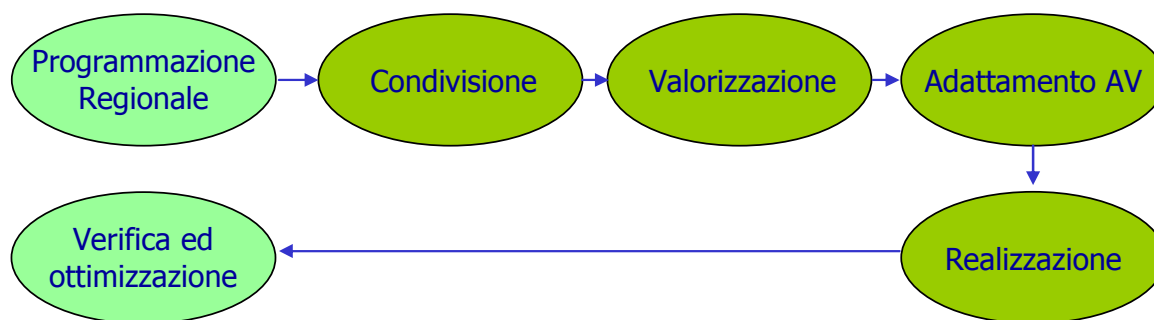 Programmazione
Regionale
Condivisione
Valorizzazione
Adattamento AV
Verifica ed
ottimizzazione
Realizzazione